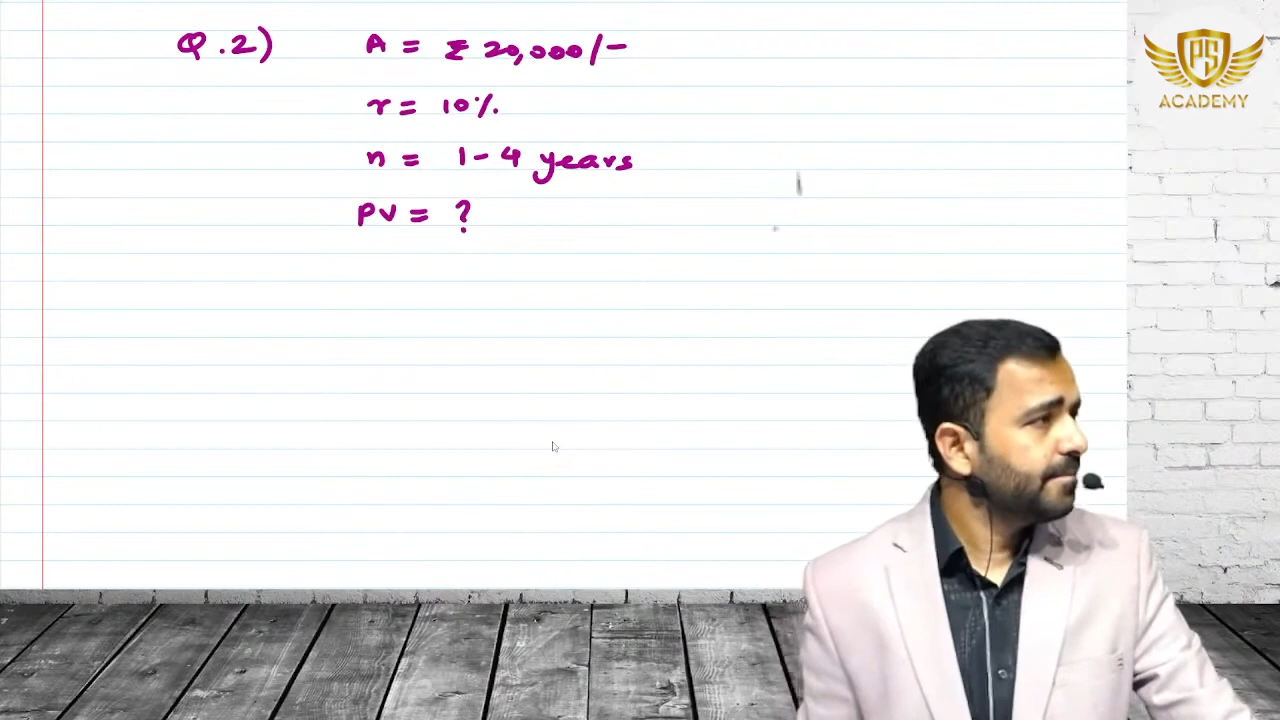 Q.2) A = ₹ 20,000/-
r = 10%
n = 1-4 years
PV = ?
PS
ACADEMY